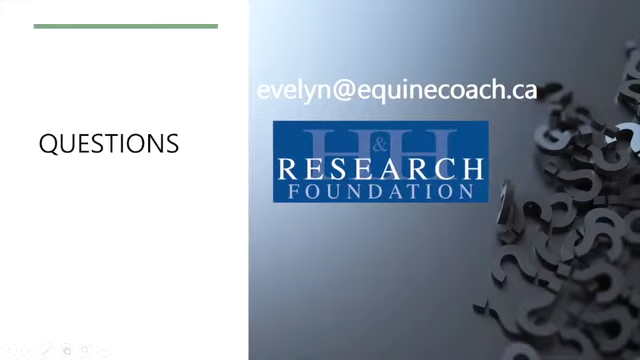 QUESTIONS
evelyn@equinecoach.ca
H&H
RESEARCH
FOUNDATION